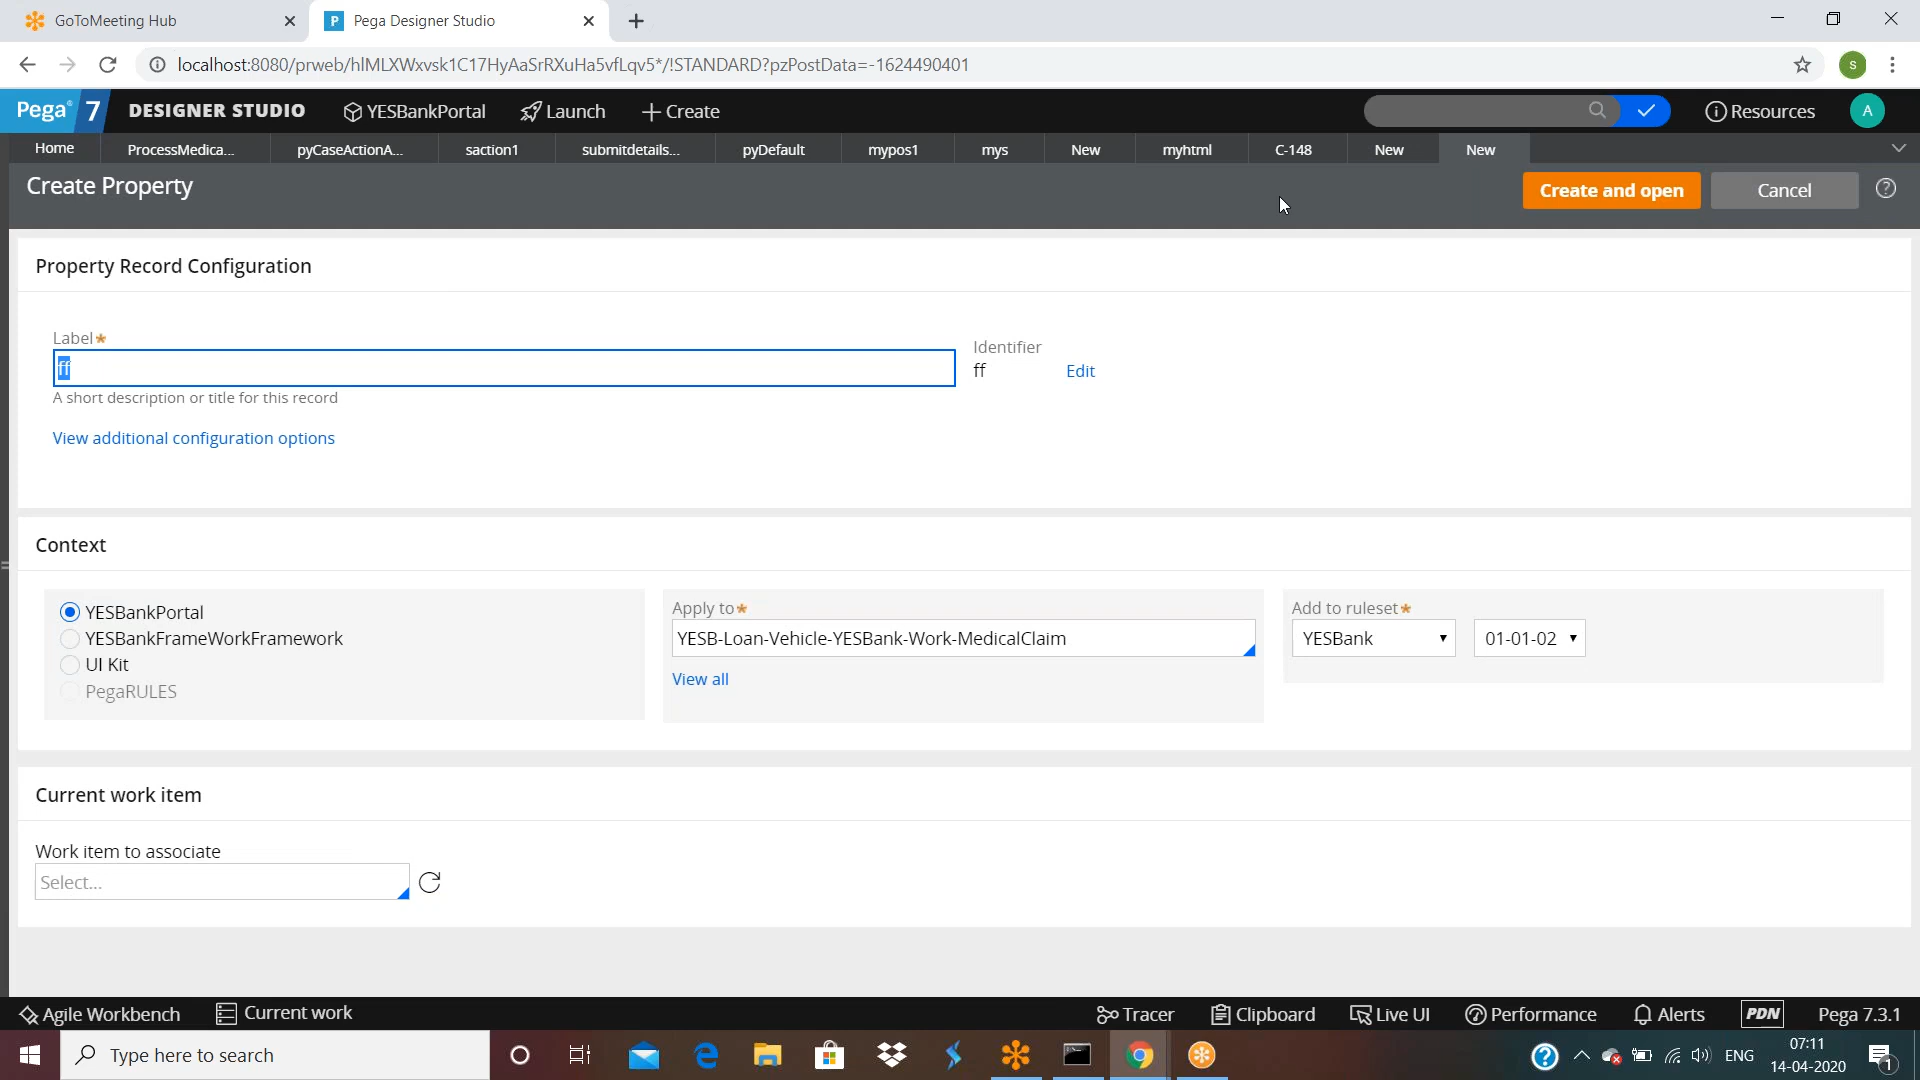 GoToMeeting Hub
Pega Designer Studio
localhost:8080/prweb/hIMLXWxvsk1C17HyAaSrRXuHa5vfLqv5*/!STANDARD?pzPostData=-1624490401
s
Pega 7 DESIGNER STUDIO YESBankPortal Launch Create Resources A
Home ProcessMedica... pyCaseActionA... saction1 submitdetails... pyDefault mypos1 mys New myhtml C-148 New New
Create Property
Create and open Cancel
Property Record Configuration
Label*
Identifier
ff
ff Edit
A short description or title for this record
View additional configuration options
Context
YESBankPortal
YESBankFrameWorkFramework
UI Kit
PegaRULES
Apply to*
YESB-Loan-Vehicle-YESBank-Work-MedicalClaim
View all
Add to ruleset*
YESBank 01-01-02
Current work item
Work item to associate
Select...
Agile Workbench Current work Tracer Clipboard Live UI Performance Alerts PDN Pega 7.3.1
Type here to search
ENG
07:11
14-04-2020
1